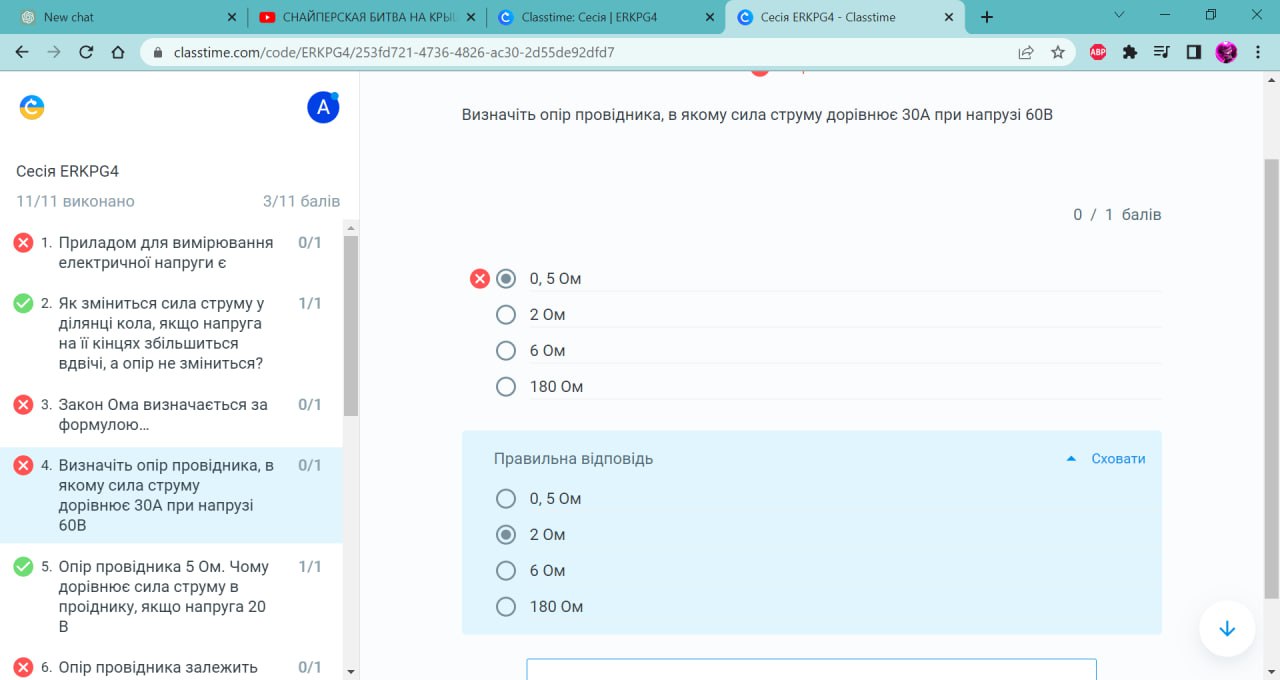 New chat
СНАЙПЕРСКАЯ БИТВА НА КРЫ
Classtime: Сесія | ERKPG4
Сесія ERKPG4 - Classtime
classtime.com/code/ERKPG4/253fd721-4736-4826-ac30-2d55de92dfd7
ABP
A
Сесія ERKPG4
11/11 виконано
3/11 балів
1. Приладом для вимірювання 0/1
електричної напруги є
2. Як зміниться сила струму у 1/1
ділянці кола, якщо напруга
на її кінцях збільшиться
вдвічі, а опір не зміниться?
3. Закон Ома визначається за 0/1
формулою...
4. Визначіть опір провідника, в 0/1
якому сила струму
дорівнює 30А при напрузі
60В
5. Опір провідника 5 Ом. Чому 1/1
дорівнює сила струму в
проіднику, якщо напруга 20
В
6. Опір провідника залежить 0/1
Визначіть опір провідника, в якому сила струму дорівнює 30А при напрузі 60В
0 / 1 балів
0, 5 Ом
2 Ом
6 Ом
180 Ом
Правильна відповідь
Сховати
0, 5 Ом
2 Ом
6 Ом
180 Ом